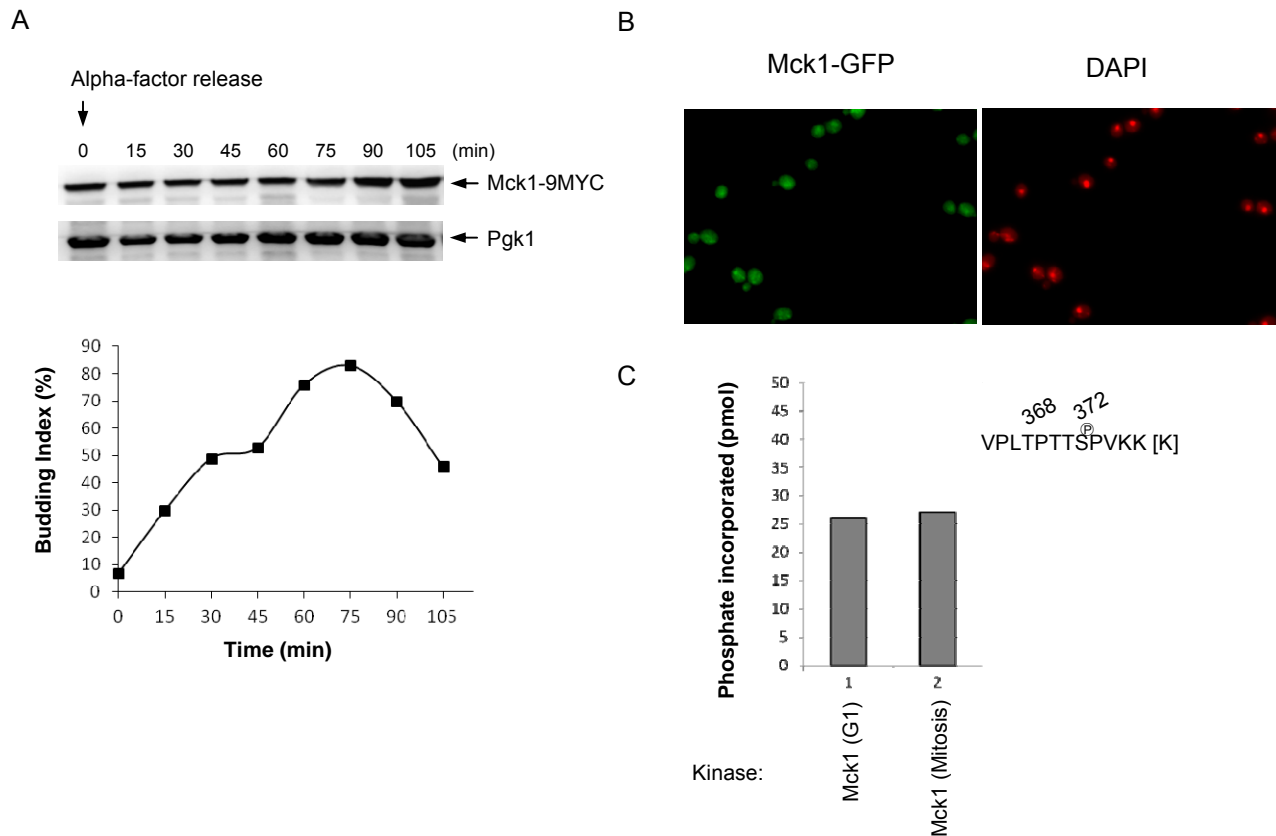 A
Alpha-factor release
0 15 30 45 60 75 90 105 (min)
Mck1-9MYC
Pgk1
Budding Index (%)
90
80
70
60
50
40
30
20
10
0
0 15 30 45 60 75 90 105
Time (min)
B
Mck1-GFP DAPI
C
Phosphate incorporated (pmol)
50
45
40
35
30
25
20
15
10
5
0
1 2
Kinase:
Mck1 (G1)
Mck1 (Mitosis)
368 372
P
VPLTPTTSPVKK [K]